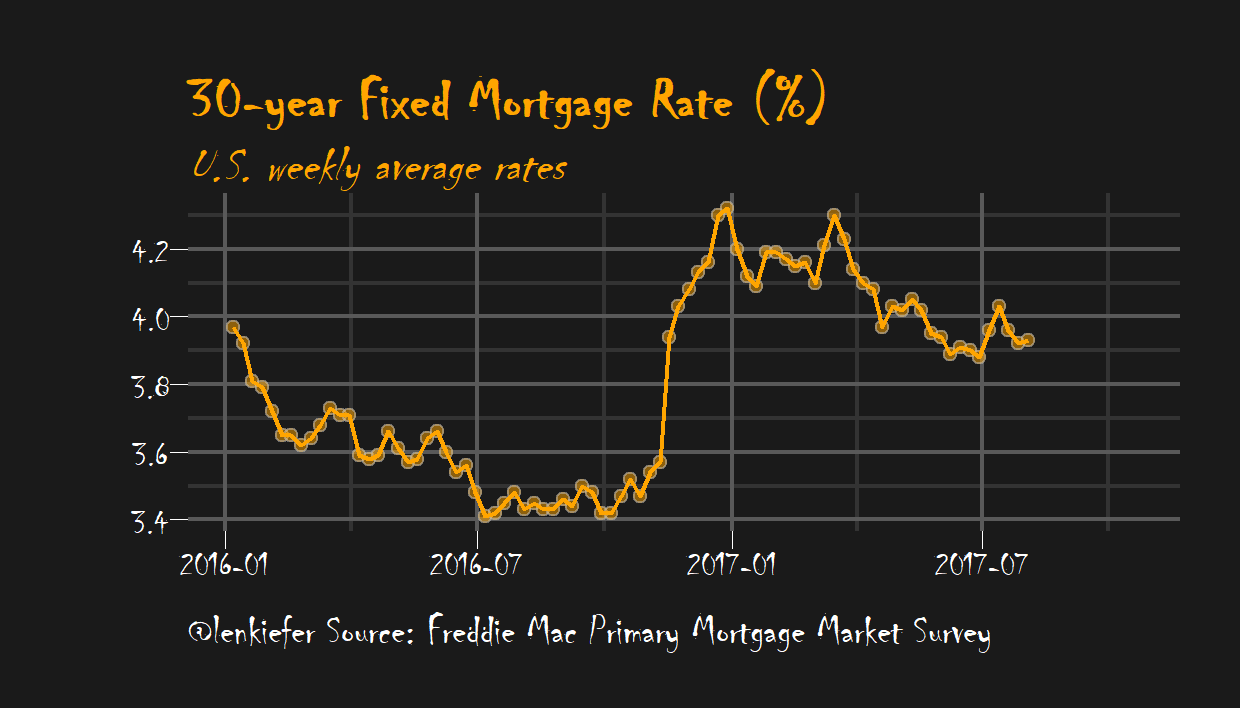 30-year Fixed Mortgage Rate (%)
U.S. weekly average rates
4.2
4.0
3.8
3.6
3.4
2016-01 2016-07 2017-01 2017-07
@lenkiefer Source: Freddie Mac Primary Mortgage Market Survey